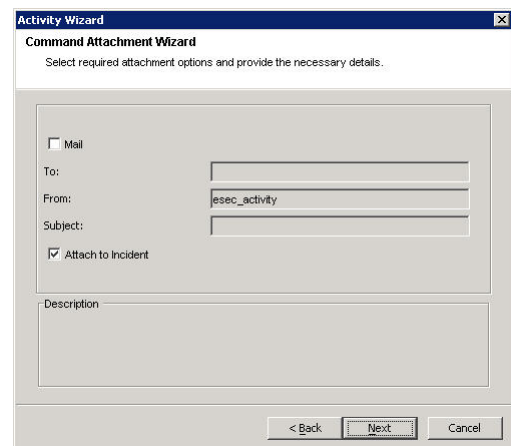 Activity Wizard
Command Attachment Wizard
Select required attachment options and provide the necessary details.
Mail
To:
From: esec_activity
Subject:
Attach to Incident
Description
< Back Next Cancel